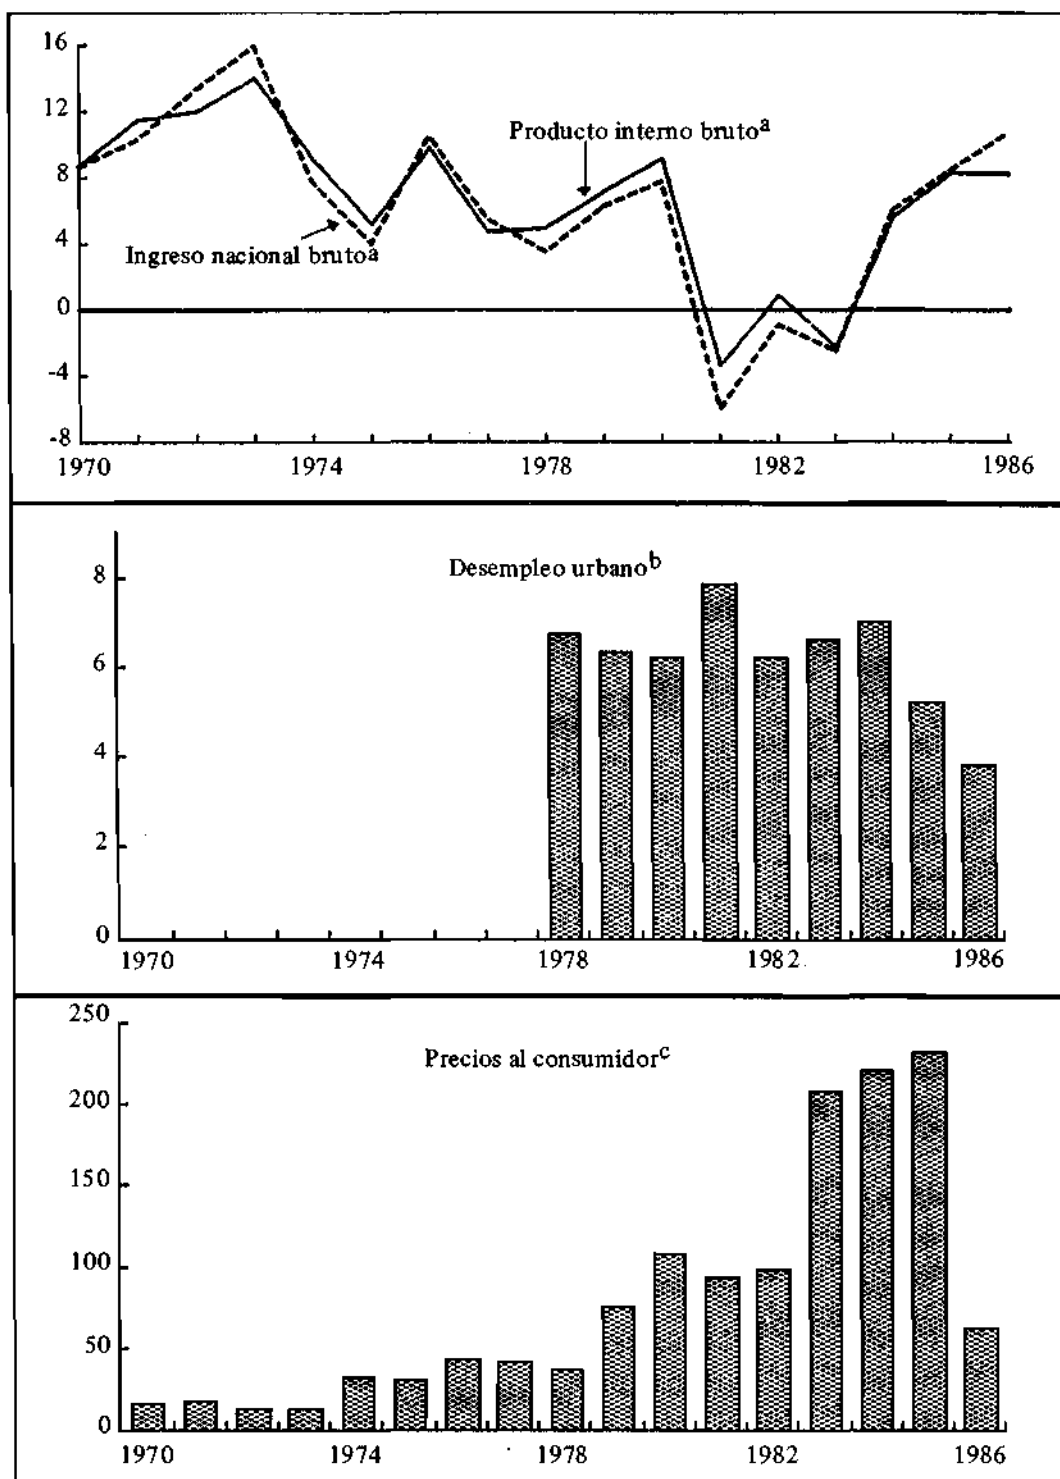 16
12
Producto interno bruto^a
8
4
Ingreso nacional bruto^a
0
-4
-8
1970 1974 1978 1982 1986
Desempleo urbano^b
8
6
4
2
0
1970 1974 1978 1982 1986
250
Precios al consumidor^c
200
150
100
50
0
1970 1974 1978 1982 1986